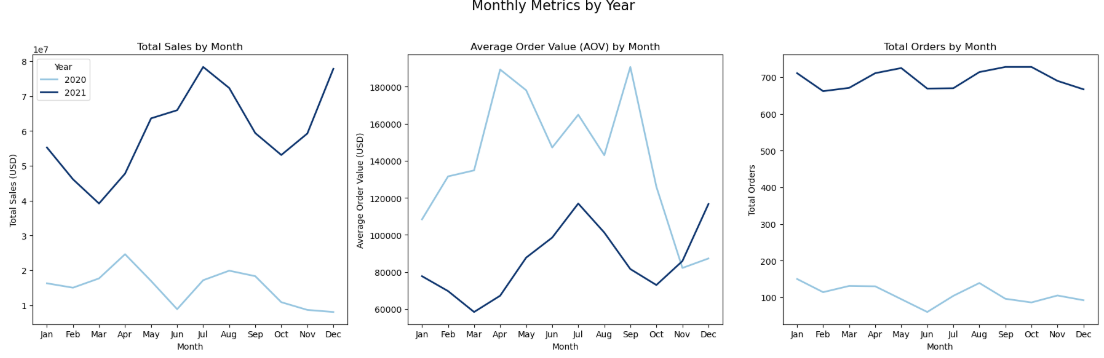 Monthly Metrics by Year
Total Sales by Month
1e7
Year
2020
2021
8
7
6
5
4
3
2
1
Total Sales (USD)
Jan Feb Mar Apr May Jun Jul Aug Sep Oct Nov Dec
Month
Average Order Value (AOV) by Month
180000
160000
140000
120000
100000
80000
60000
Average Order Value (USD)
Jan Feb Mar Apr May Jun Jul Aug Sep Oct Nov Dec
Month
Total Orders by Month
700
600
500
400
300
200
100
Total Orders
Jan Feb Mar Apr May Jun Jul Aug Sep Oct Nov Dec
Month